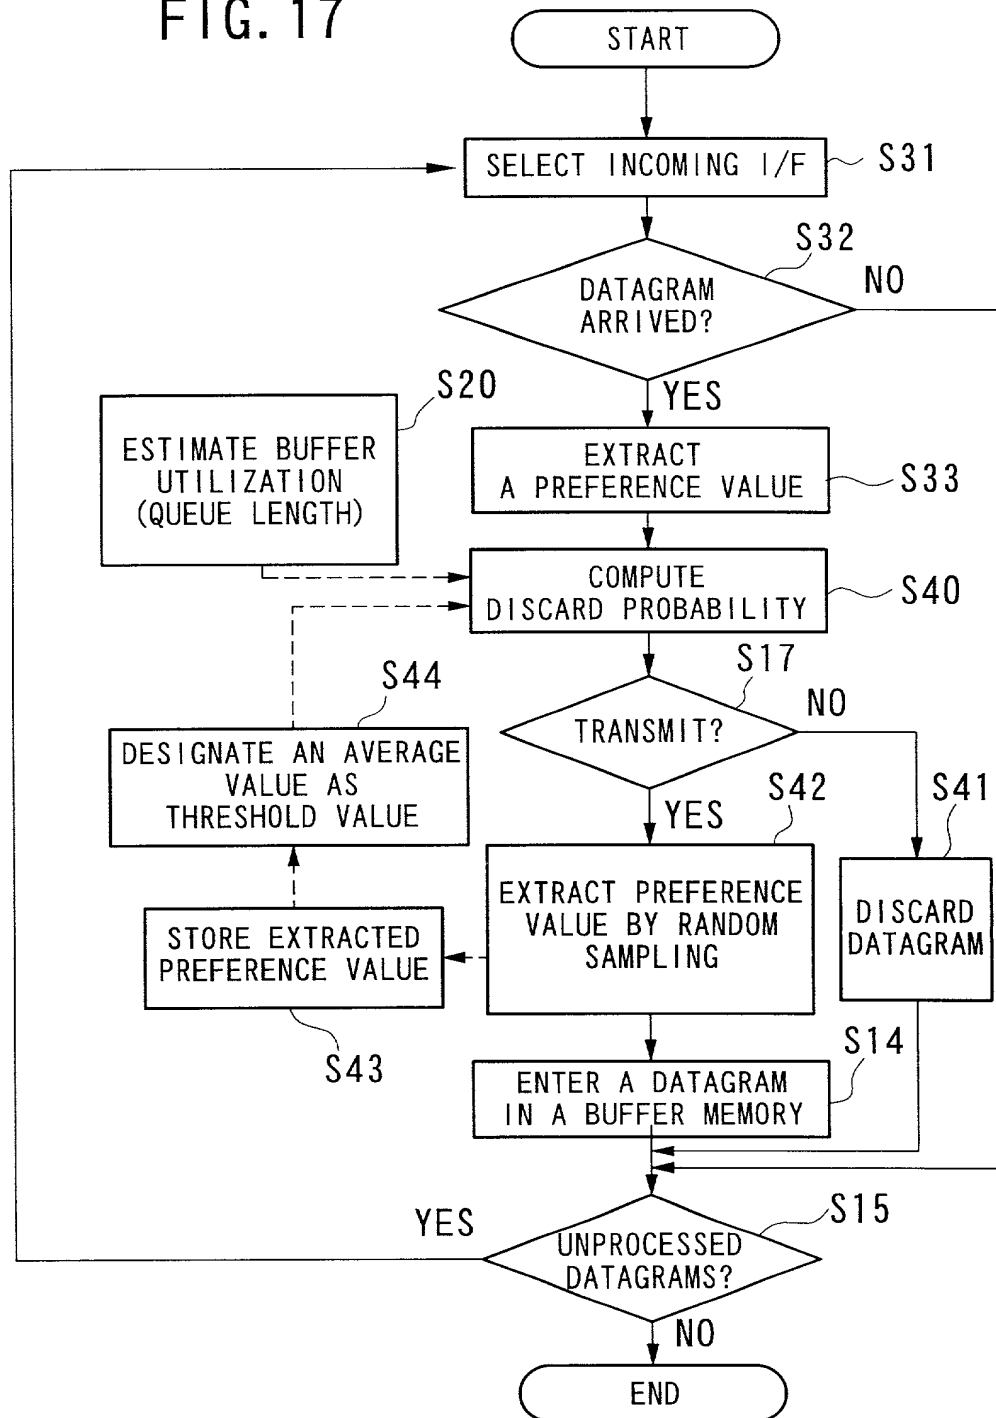 FIG. 17
START
SELECT INCOMING I/F
S31
S32
DATAGRAM
ARRIVED?
NO
YES
S20
ESTIMATE BUFFER
UTILIZATION
(QUEUE LENGTH)
EXTRACT
A PREFERENCE VALUE
S33
COMPUTE
DISCARD PROBABILITY
S40
S17
TRANSMIT?
NO
S44
DESIGNATE AN AVERAGE
VALUE AS
THRESHOLD VALUE
YES
S42
S41
EXTRACT PREFERENCE
VALUE BY RANDOM
SAMPLING
DISCARD
DATAGRAM
STORE EXTRACTED
PREFERENCE VALUE
S43
S14
ENTER A DATAGRAM
IN A BUFFER MEMORY
S15
YES
UNPROCESSED
DATAGRAMS?
NO
END